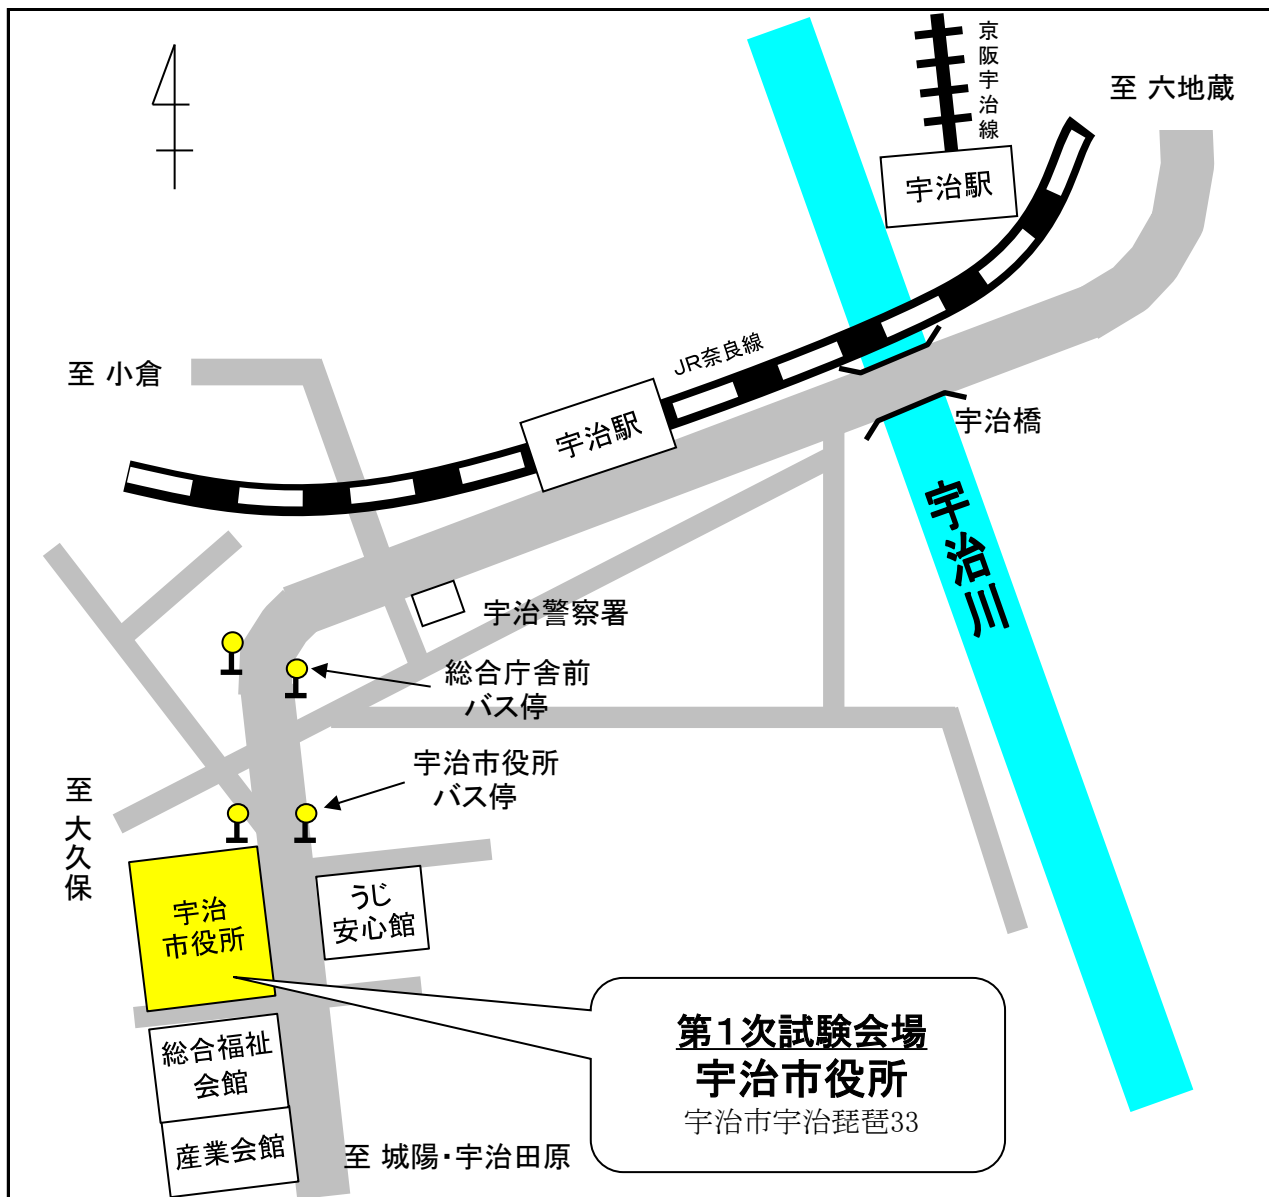 京阪宇治線
至 六地蔵
宇治駅
JR奈良線
至 小倉
宇治駅
宇治橋
宇治川
宇治警察署
総合庁舎前
バス停
宇治市役所
バス停
至 大久保
宇治
市役所
うじ
安心館
総合福祉
会館
産業会館
至 城陽・宇治田原
第１次試験会場
宇治市役所
宇治市宇治琵琶33